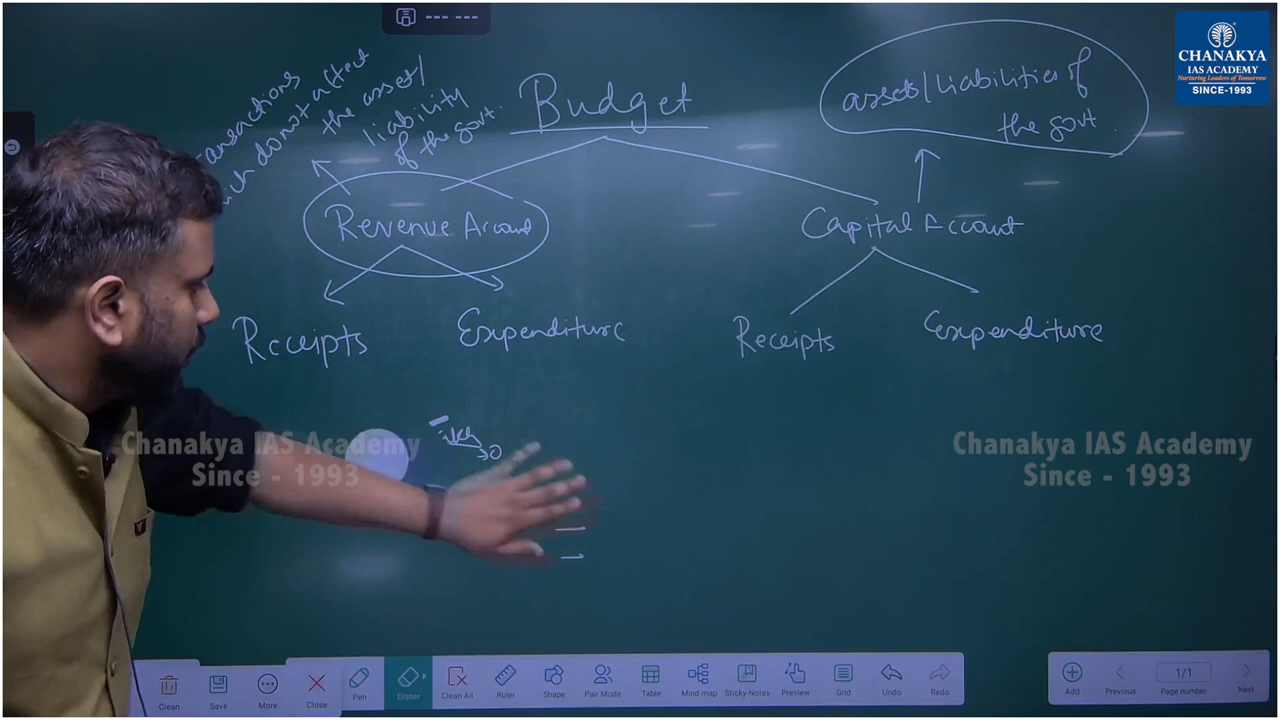 CHANAKYA
IAS ACADEMY
Nurturing Leaders of Tomorrow
SINCE-1993
Budget
which do not affect
the asset/
liability
of the govt.
assets/liabilities of
the govt.
Revenue Account
Capital Account
Receipts
Expenditure
Receipts
Expenditure
Chanakya IAS Academy
Since - 1993
Chanakya IAS Academy
Since - 1993
Clean
Save
More
Close
Pen
Eraser
Clean All
Ruler
Shape
Pair Mode
Table
Mind map
Sticky-Notes
Preview
Grid
Undo
Redo
Add
Previous
1/1
Page number
Next